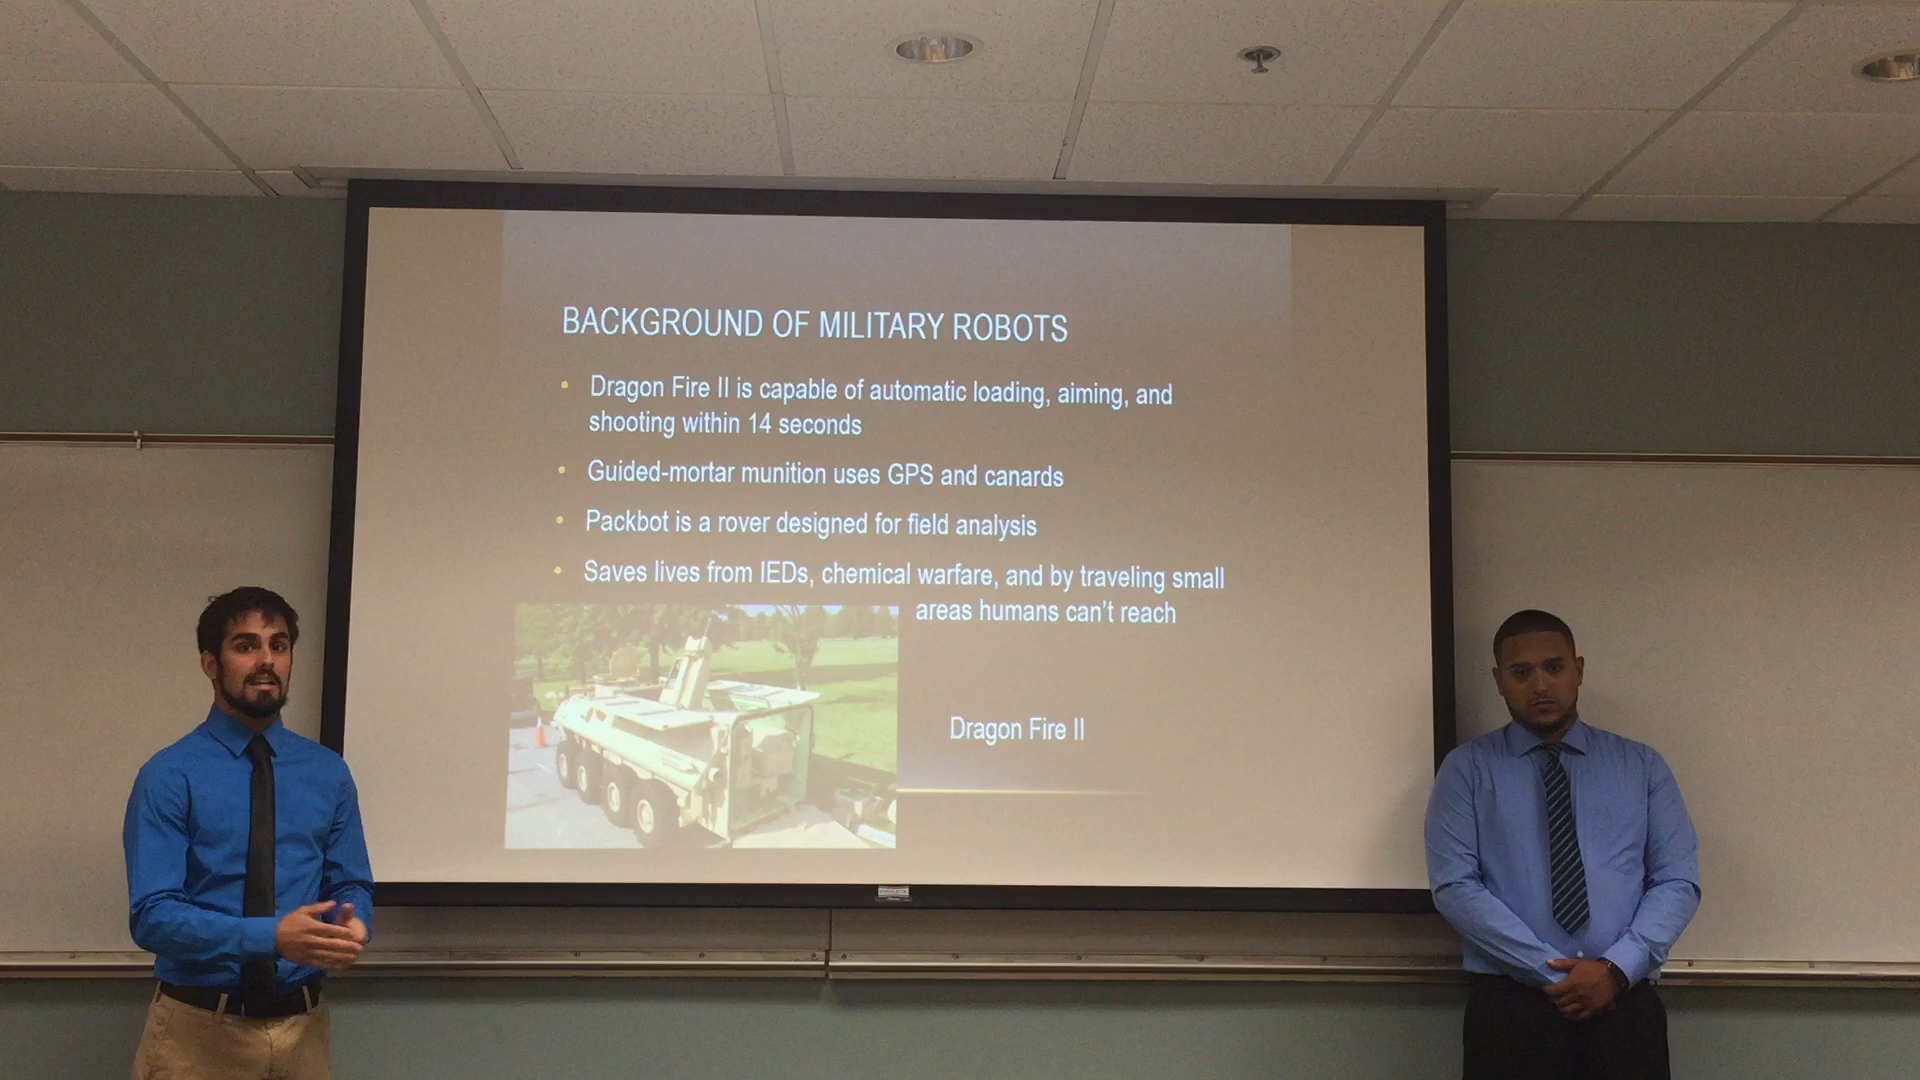 BACKGROUND OF MILITARY ROBOTS
• Dragon Fire II is capable of automatic loading, aiming, and
shooting within 14 seconds
• Guided-mortar munition uses GPS and canards
• Packbot is a rover designed for field analysis
• Saves lives from IEDs, chemical warfare, and by traveling small
areas humans can't reach
Dragon Fire II